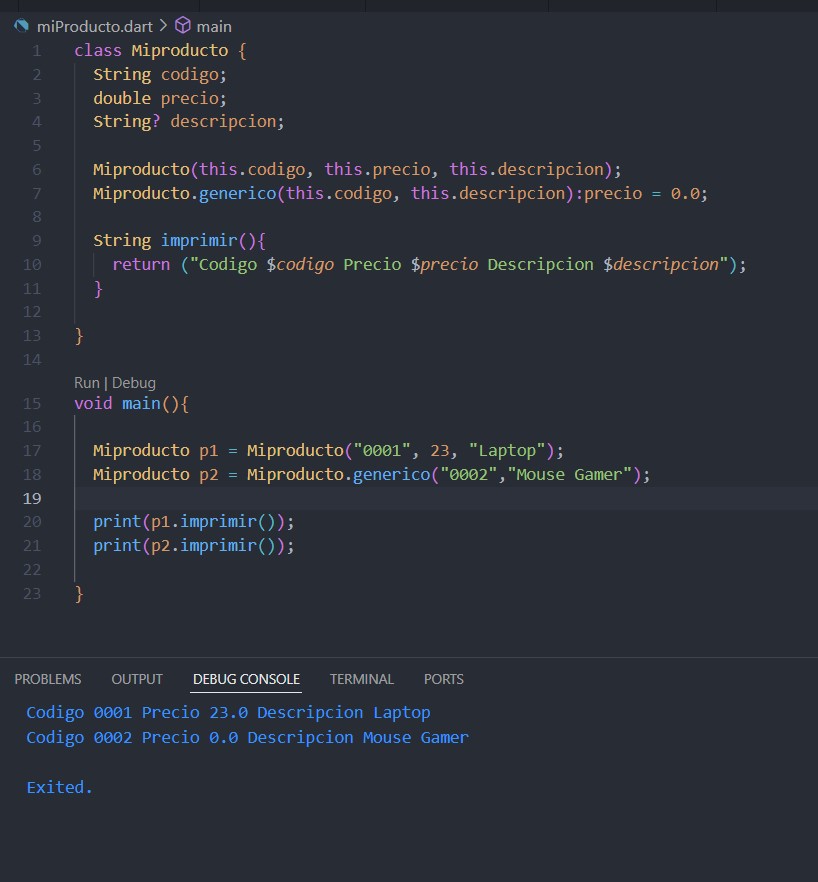 miProducto.dart > main
1 class Miproducto {
2 String codigo;
3 double precio;
4 String? descripcion;
5
6 Miproducto(this.codigo, this.precio, this.descripcion);
7 Miproducto.generico(this.codigo, this.descripcion):precio = 0.0;
8
9 String imprimir(){
10 return ("Codigo $codigo Precio $precio Descripcion $descripcion");
11 }
12
13 }
14
Run | Debug
15 void main(){
16
17 Miproducto p1 = Miproducto("0001", 23, "Laptop");
18 Miproducto p2 = Miproducto.generico("0002","Mouse Gamer");
19
20 print(p1.imprimir());
21 print(p2.imprimir());
22
23 }
PROBLEMS OUTPUT DEBUG CONSOLE TERMINAL PORTS
Codigo 0001 Precio 23.0 Descripcion Laptop
Codigo 0002 Precio 0.0 Descripcion Mouse Gamer
Exited.